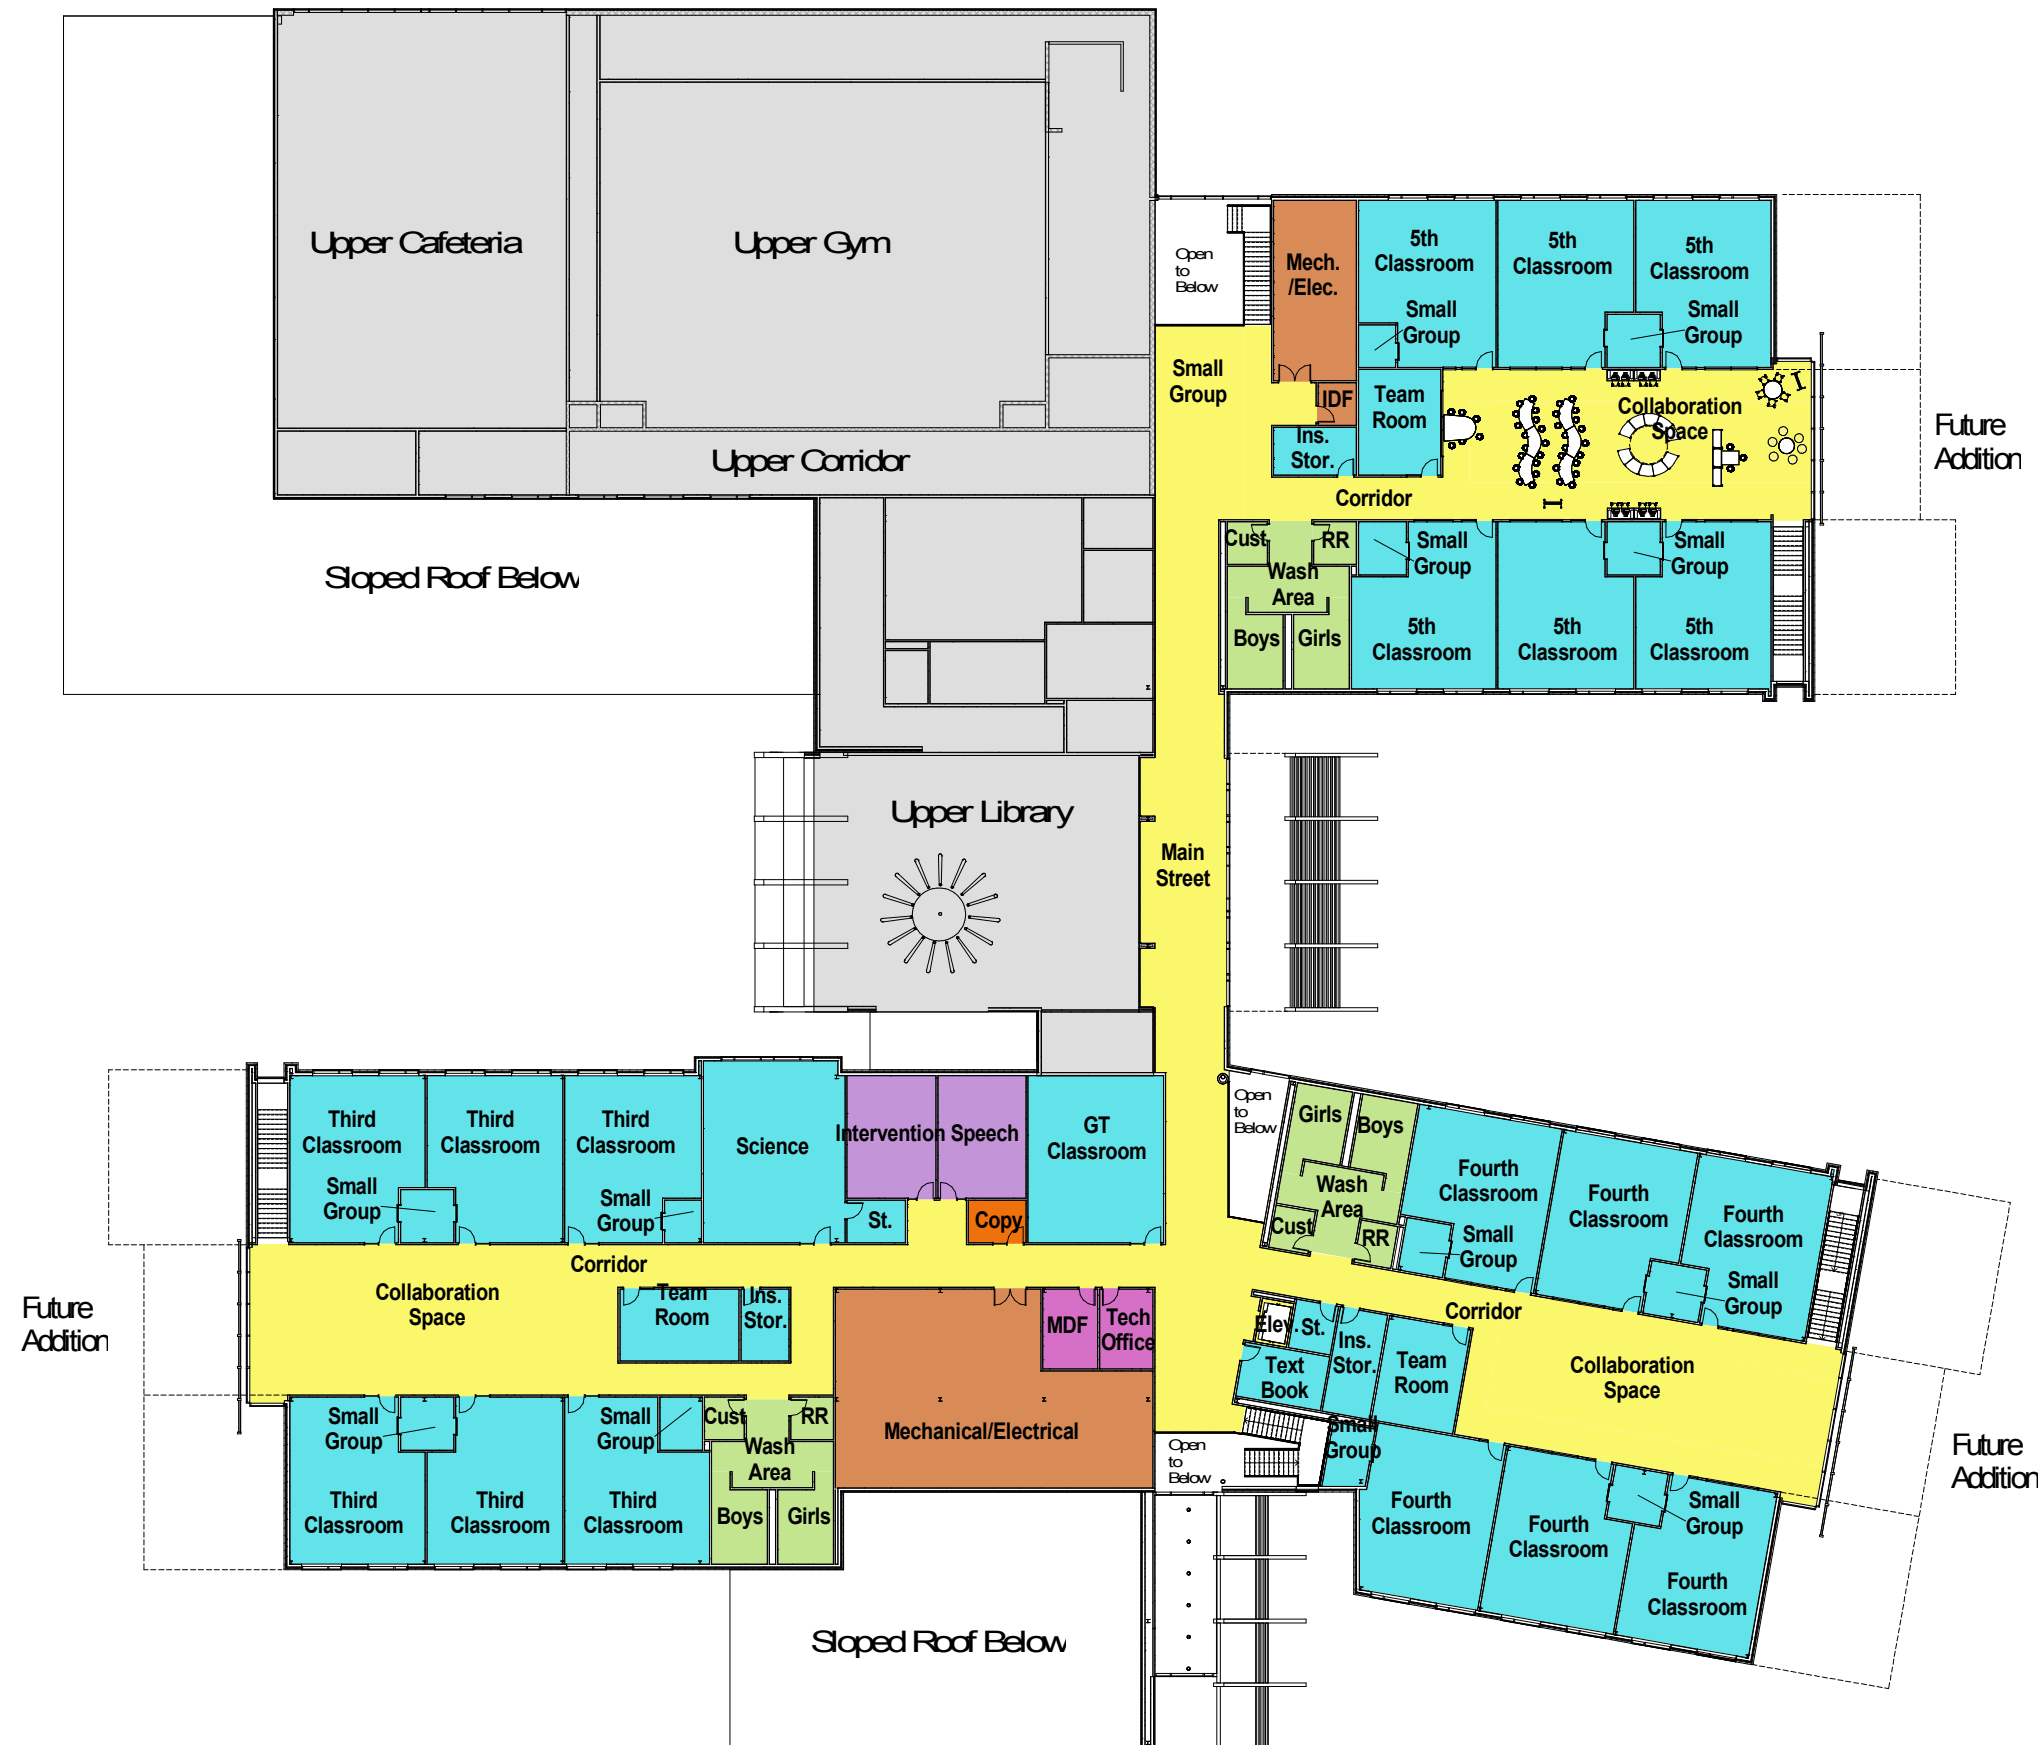 Upper Cafeteria
Upper Gym
Open
to
Below
Mech.
/Elec.
5th
Classroom
5th
Classroom
5th
Classroom
Small
Group
Small
Group
Small
Group
IDF
Team
Room
Collaboration
Space
Future
Addition
Ins.
Stor.
Upper Corridor
Corridor
Sloped Roof Below
Cust
RR
Wash
Area
Boys
Girls
Small
Group
Small
Group
5th
Classroom
5th
Classroom
5th
Classroom
Upper Library
Main
Street
Third
Classroom
Third
Classroom
Third
Classroom
Small
Group
Small
Group
Science
Intervention
Speech
GT
Classroom
St.
Copy
Open
to
Below
Girls
Boys
Wash
Area
Cust
RR
Fourth
Classroom
Fourth
Classroom
Fourth
Classroom
Small
Group
Small
Group
Corridor
Collaboration
Space
Team
Room
Ins.
Stor.
Future
Addition
MDF
Tech
Office
Mechanical/Electrical
Elev.
St.
Ins.
Stor.
Text
Book
Team
Room
Corridor
Collaboration
Space
Small
Group
Small
Group
Cust
RR
Wash
Area
Boys
Girls
Third
Classroom
Third
Classroom
Third
Classroom
Open
to
Below
Small
Group
Small
Group
Fourth
Classroom
Fourth
Classroom
Fourth
Classroom
Future
Addition
Sloped Roof Below